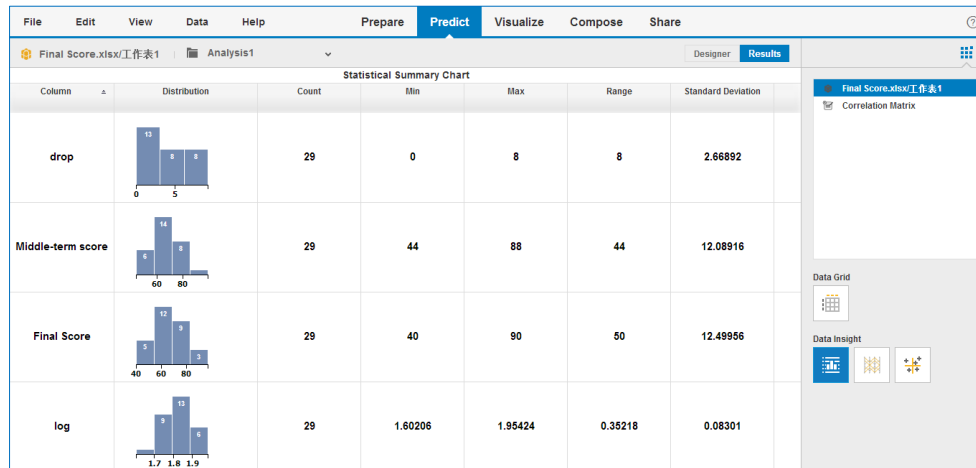 File Edit View Data Help Prepare Predict Visualize Compose Share
Final Score.xlsx/工作表1 Analysis1 Designer Results
Statistical Summary Chart
Column Distribution Count Min Max Range Standard Deviation
Final Score.xlsx/工作表1
Correlation Matrix
13
8 8
drop 29 0 8 8 2.66892
0 5
14
6 8
Middle-term score 29 44 88 44 12.08916
60 80
Data Grid
12
9
5 3
Final Score 29 40 90 50 12.49956
40 60 80
Data Insight
13
9
6
log 29 1.60206 1.95424 0.35218 0.08301
1.7 1.8 1.9